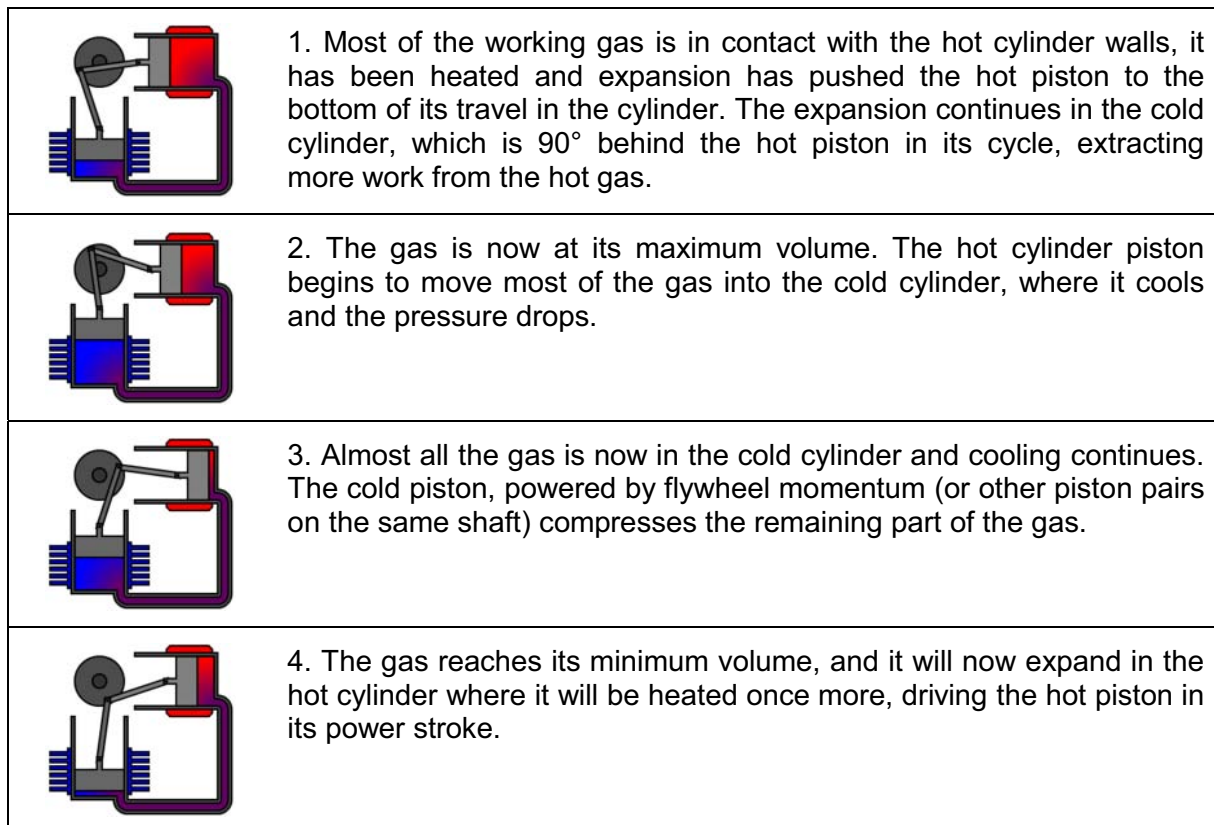 1. Most of the working gas is in contact with the hot cylinder walls, it
has been heated and expansion has pushed the hot piston to the
bottom of its travel in the cylinder. The expansion continues in the cold
cylinder, which is 90° behind the hot piston in its cycle, extracting
more work from the hot gas.
2. The gas is now at its maximum volume. The hot cylinder piston
begins to move most of the gas into the cold cylinder, where it cools
and the pressure drops.
3. Almost all the gas is now in the cold cylinder and cooling continues.
The cold piston, powered by flywheel momentum (or other piston pairs
on the same shaft) compresses the remaining part of the gas.
4. The gas reaches its minimum volume, and it will now expand in the
hot cylinder where it will be heated once more, driving the hot piston in
its power stroke.